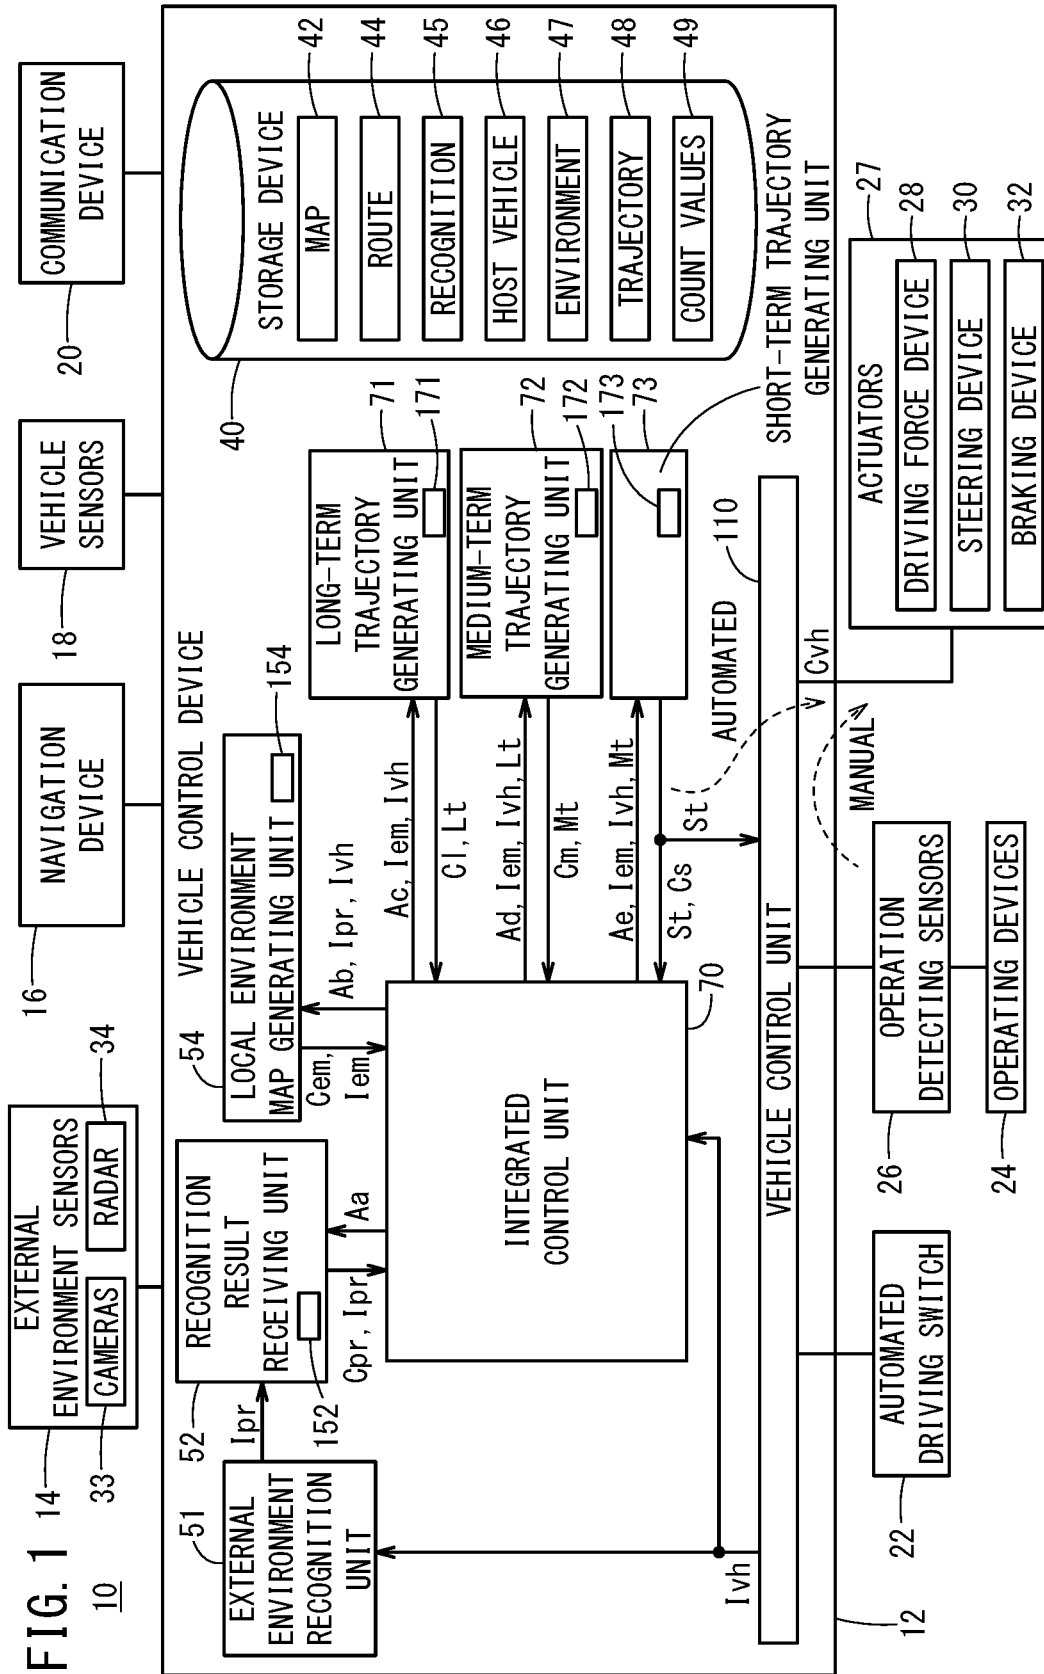 FIG. 1
10
EXTERNAL
ENVIRONMENT SENSORS
CAMERAS
RADAR
14
33
34
NAVIGATION
DEVICE
16
VEHICLE
SENSORS
18
COMMUNICATION
DEVICE
20
VEHICLE CONTROL DEVICE
51
EXTERNAL
ENVIRONMENT
RECOGNITION
UNIT
Ipr
52
RECOGNITION
RESULT
RECEIVING UNIT
152
Cpr, Ipr
Aa
54
LOCAL ENVIRONMENT
MAP GENERATING UNIT
154
Cem,
Iem
Ab, Ipr, Ivh
INTEGRATED
CONTROL UNIT
70
LONG-TERM
TRAJECTORY
GENERATING UNIT
71
171
Ac, Iem, Ivh
Cl, Lt
MEDIUM-TERM
TRAJECTORY
GENERATING UNIT
72
172
Ad, Iem, Ivh, Lt
Cm, Mt
173
73
SHORT-TERM TRAJECTORY
GENERATING UNIT
Ae, Iem, Ivh, Mt
St, Cs
St
AUTOMATED
40
STORAGE DEVICE
MAP
42
ROUTE
44
RECOGNITION
45
HOST VEHICLE
46
ENVIRONMENT
47
TRAJECTORY
48
COUNT VALUES
49
Ivh
VEHICLE CONTROL UNIT
110
Cvh
MANUAL
12
AUTOMATED
DRIVING SWITCH
22
OPERATION
DETECTING SENSORS
26
OPERATING DEVICES
24
ACTUATORS
27
DRIVING FORCE DEVICE
28
STEERING DEVICE
30
BRAKING DEVICE
32